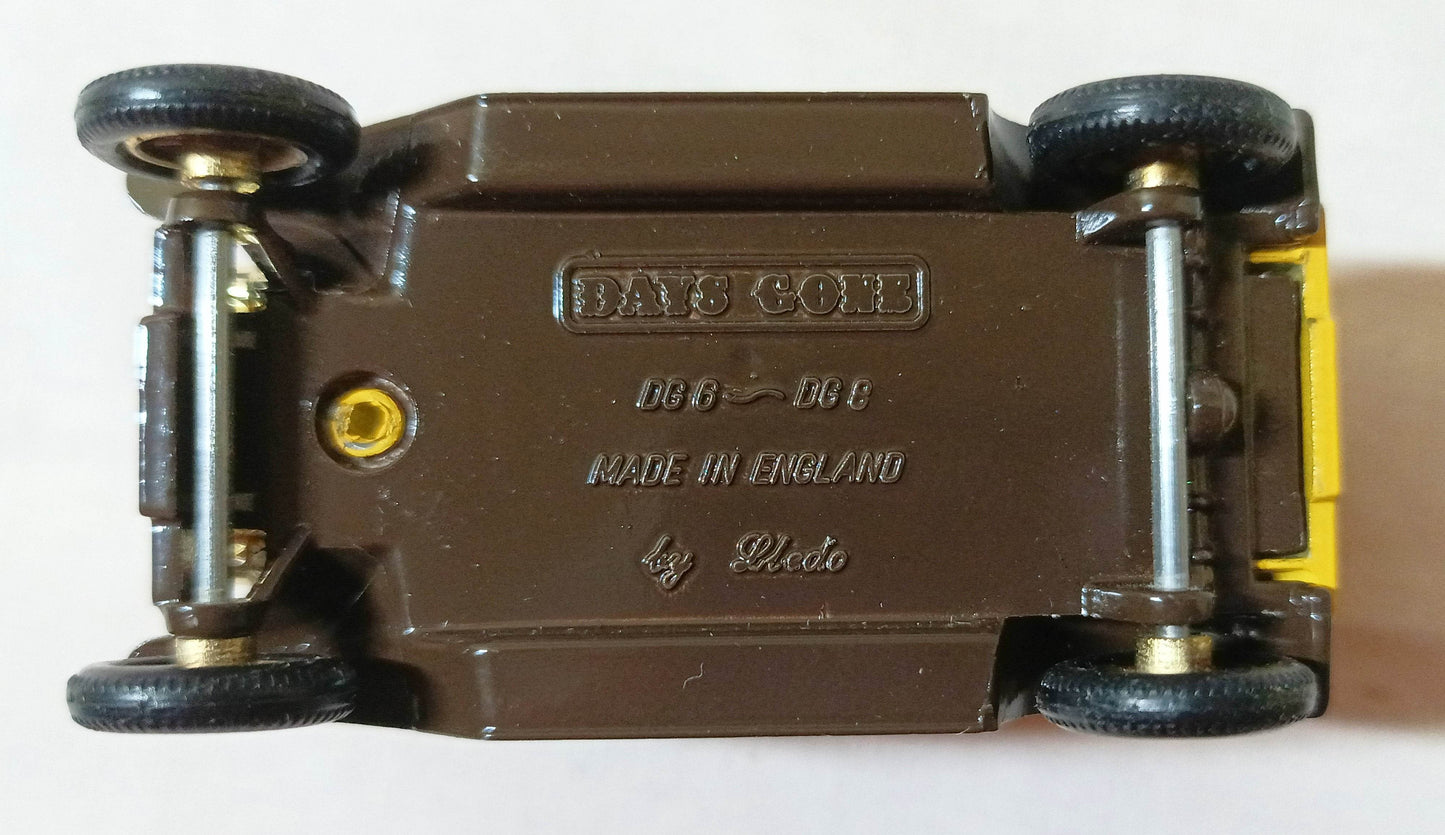 DAYS GONE
DG 6 ~ DG 8
MADE IN ENGLAND
by Lledo